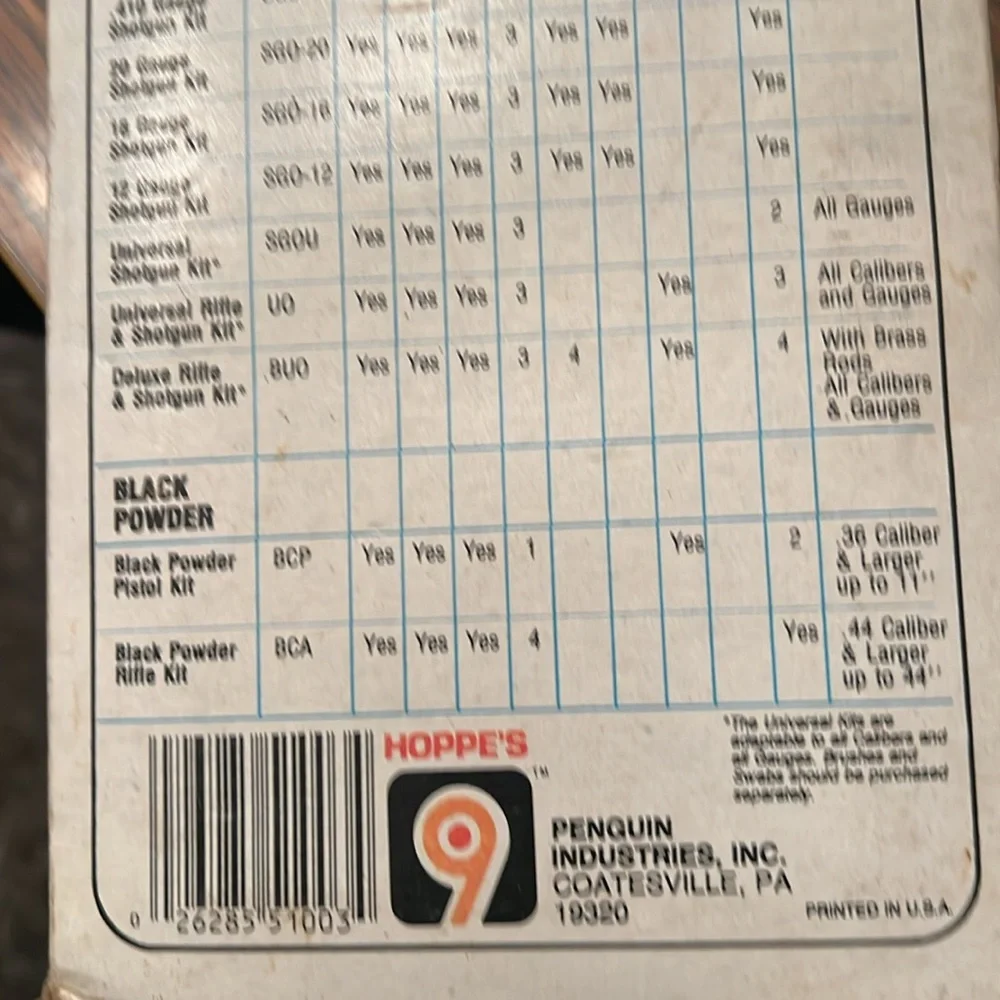 .410 Gauge
Shotgun Kit
20 Gauge
Shotgun Kit
SGO-20 Yes Yes Yes 3 Yes Yes Yes
16 Gauge
Shotgun Kit
SGO-16 Yes Yes Yes 3 Yes Yes Yes
12 Gauge
Shotgun Kit
SGO-12 Yes Yes Yes 3 Yes Yes Yes
Universal
Shotgun Kit*
SGOU Yes Yes Yes 3 2 All Gauges
Universal Rifle
& Shotgun Kit*
UO Yes Yes Yes 3 Yes 3 All Calibers
and Gauges
Deluxe Rifle
& Shotgun Kit*
BUO Yes Yes Yes 3 4 Yes 4 With Brass
Rods
All Calibers
& Gauges
BLACK
POWDER
Black Powder
Pistol Kit
BCP Yes Yes Yes 1 Yes 2 .36 Caliber
& Larger
up to 11"
Black Powder
Rifle Kit
BCA Yes Yes Yes 4 Yes .44 Caliber
& Larger
up to 44"
*The Universal Kits are
adaptable to all Calibers and
all Gauges. Brushes and
Swabs should be purchased
separately.
HOPPE'S
9 TM
PENGUIN
INDUSTRIES, INC.
COATESVILLE, PA
19320
PRINTED IN U.S.A.
0 26285 51003